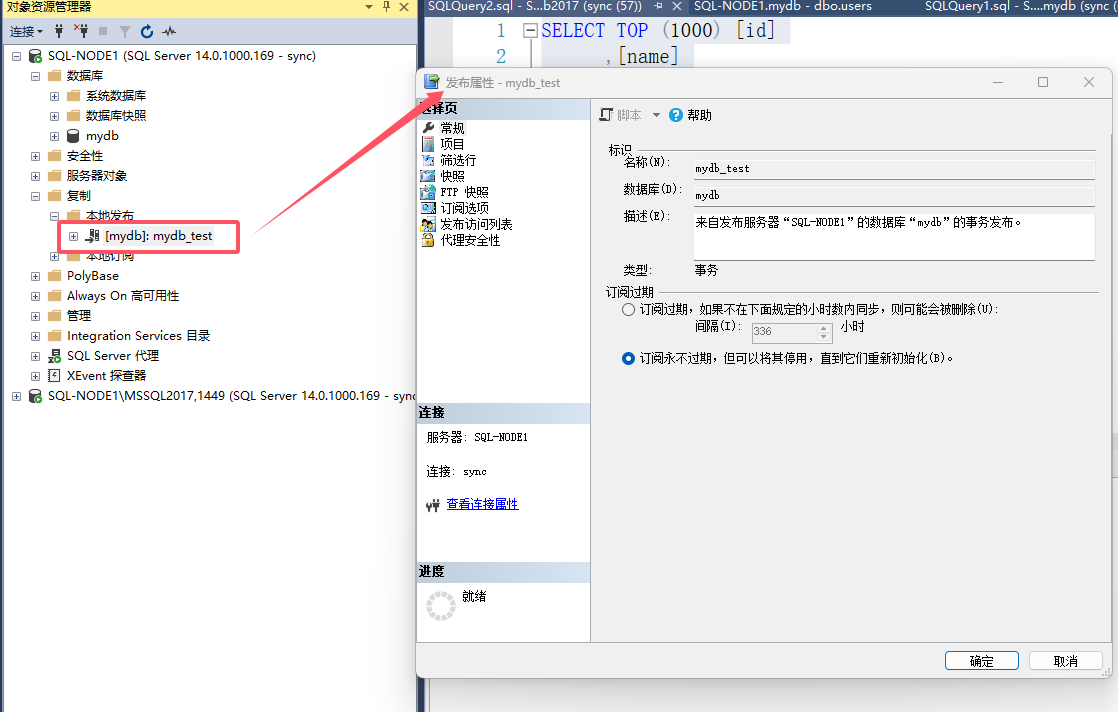 对象资源管理器
连接
SQL-NODE1 (SQL Server 14.0.1000.169 - sync)
数据库
系统数据库
数据库快照
mydb
安全性
服务器对象
复制
本地发布
[mydb]: mydb_test
本地订阅
PolyBase
Always On 高可用性
管理
Integration Services 目录
SQL Server 代理
XEvent 探查器
SQL-NODE1\MSSQL2017,1449 (SQL Server 14.0.1000.169 - sync
SQLQuery2.sql - S...b2017 (sync (57))
SQL-NODE1.mydb - dbo.users
SQLQuery1.sql - S....mydb (sync (
1 SELECT TOP (1000) [id]
2 ,[name]
发布属性 - mydb_test
选择页
常规
项目
筛选行
快照
FTP 快照
订阅选项
发布访问列表
代理安全性
连接
服务器: SQL-NODE1
连接: sync
查看连接属性
进度
就绪
脚本
帮助
标识
名称(N): mydb_test
数据库(D): mydb
描述(E): 来自发布服务器“SQL-NODE1”的数据库“mydb”的事务发布。
类型: 事务
订阅过期
订阅过期，如果不在下面规定的小时数内同步，则可能会被删除(U):
间隔(I): 336 小时
订阅永不过期，但可以将其停用，直到它们重新初始化(B)。
确定
取消